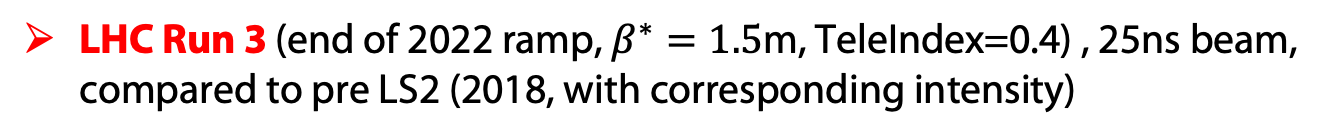 ➢ LHC Run 3 (end of 2022 ramp, β* = 1.5m, TeleIndex=0.4) , 25ns beam,
compared to pre LS2 (2018, with corresponding intensity)